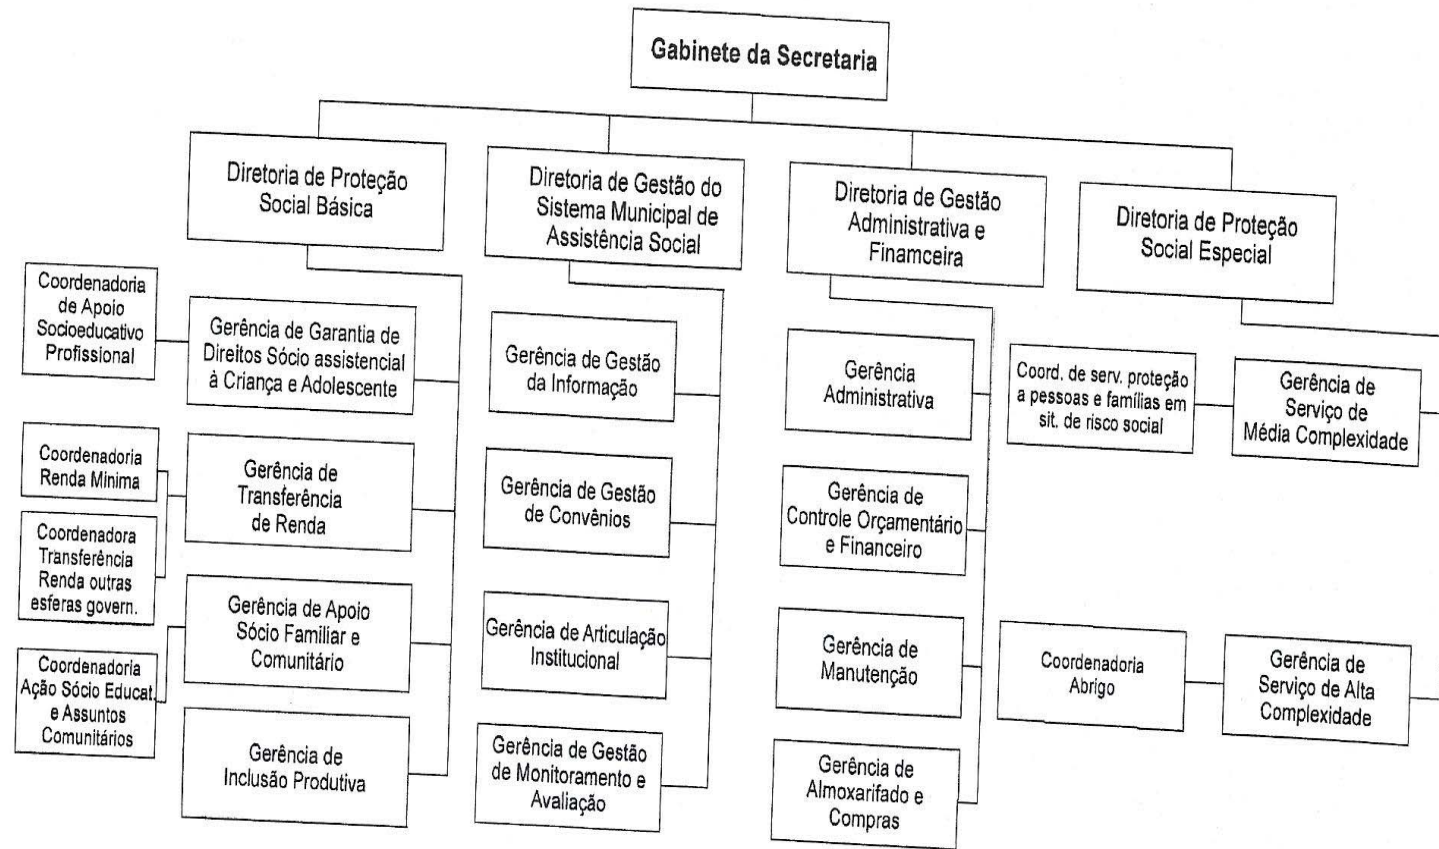 Gabinete da Secretaria
Diretoria de Proteção
Social Básica
Diretoria de Gestão do
Sistema Municipal de
Assistência Social
Diretoria de Gestão
Administrativa e
Finamceira
Diretoria de Proteção
Social Especial
Coordenadoria
de Apoio
Socioeducativo
Profissional
Gerência de Garantia de
Direitos Sócio assistencial
à Criança e Adolescente
Coordenadoria
Renda Minima
Coordenadora
Transferência
Renda outras
esferas govern.
Gerência de
Transferência
de Renda
Coordenadoria
Ação Sócio Educat.
e Assuntos
Comunitários
Gerência de Apoio
Sócio Familiar e
Comunitário
Gerência de
Inclusão Produtiva
Gerência de Gestão
da Informação
Gerência de Gestão
de Convênios
Gerência de Articulação
Institucional
Gerência de Gestão
de Monitoramento e
Avaliação
Gerência
Administrativa
Gerência de
Controle Orçamentário
e Financeiro
Gerência de
Manutenção
Gerência de
Almoxarifado e
Compras
Coord. de serv. proteção
a pessoas e famílias em
sit. de risco social
Gerência de
Serviço de
Média Complexidade
Coordenadoria
Abrigo
Gerência de
Serviço de Alta
Complexidade